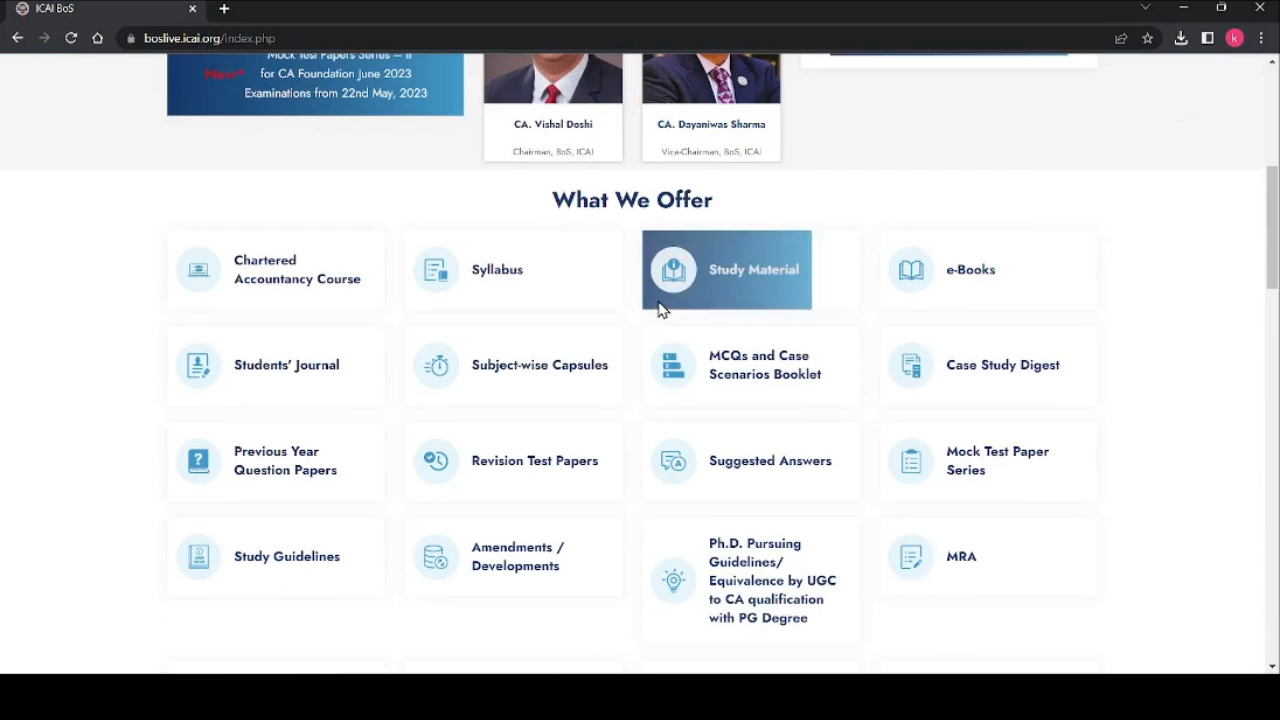 ICAI BoS
boslive.icai.org/index.php
k
Mock Test Papers Series – II
New*
for CA Foundation June 2023
Examinations from 22nd May, 2023
CA. Vishal Doshi
Chairman, BoS, ICAI
CA. Dayaniwas Sharma
Vice-Chairman, BoS, ICAI
What We Offer
Chartered
Accountancy Course
Syllabus
Study Material
e-Books
Students' Journal
Subject-wise Capsules
MCQs and Case
Scenarios Booklet
Case Study Digest
Previous Year
Question Papers
Revision Test Papers
Suggested Answers
Mock Test Paper
Series
Study Guidelines
Amendments /
Developments
Ph.D. Pursuing
Guidelines/
Equivalence by UGC
to CA qualification
with PG Degree
MRA